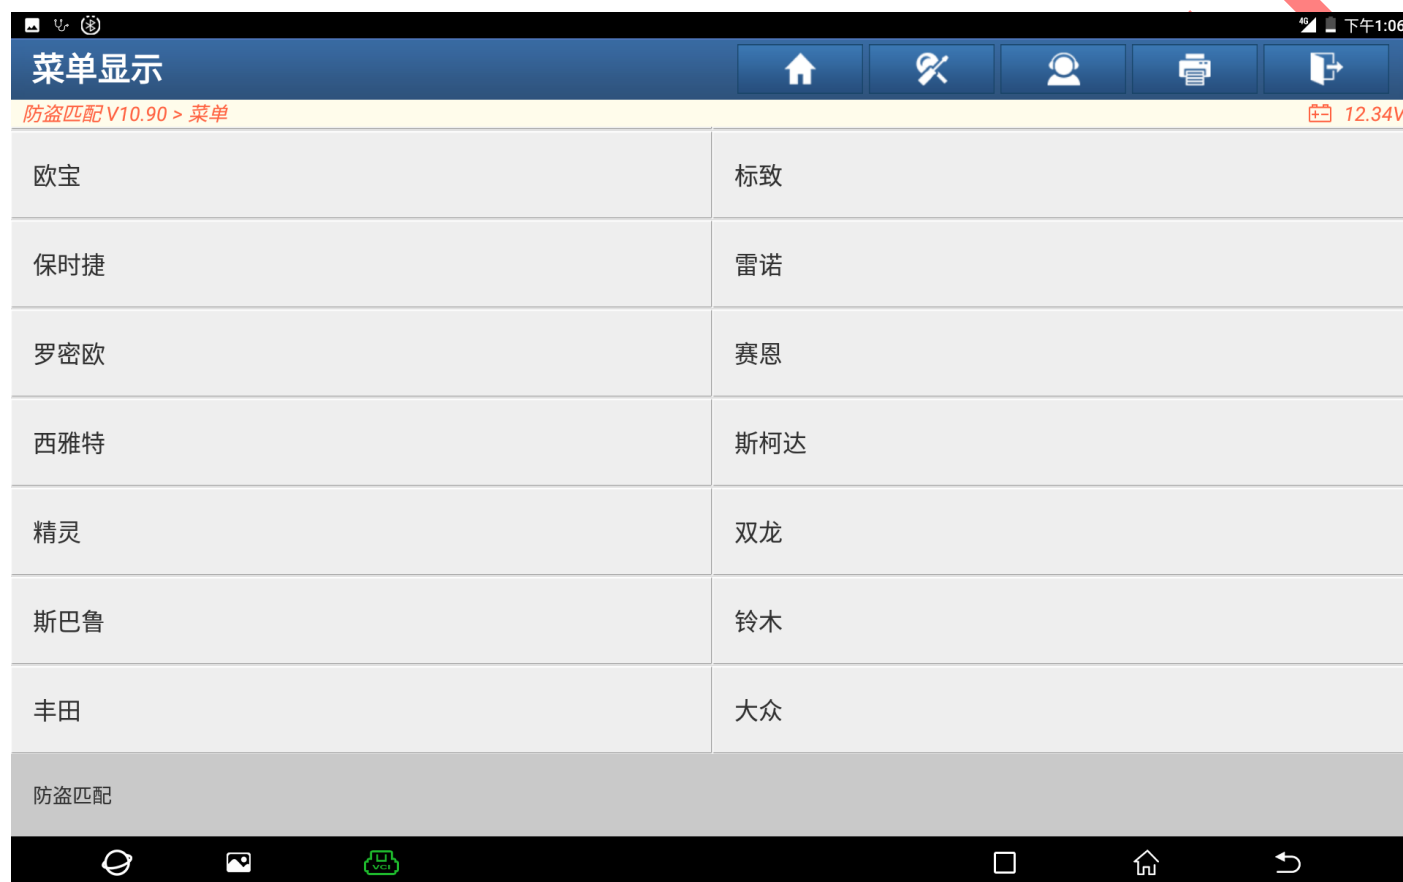 下午1:06
菜单显示
防盗匹配 V10.90 > 菜单
12.34V
欧宝
标致
保时捷
雷诺
罗密欧
赛恩
西雅特
斯柯达
精灵
双龙
斯巴鲁
铃木
丰田
大众
防盗匹配
VCI